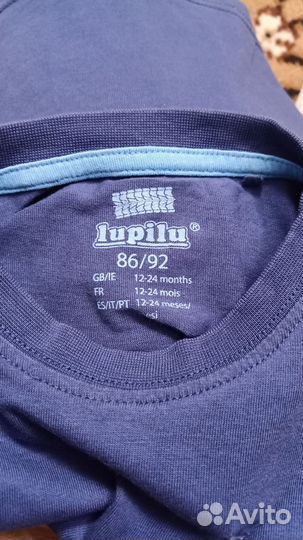 lupilu®
86/92
GB/IE 12-24 months
FR 12-24 mois
ES/IT/PT 12-24 meses/
Avito